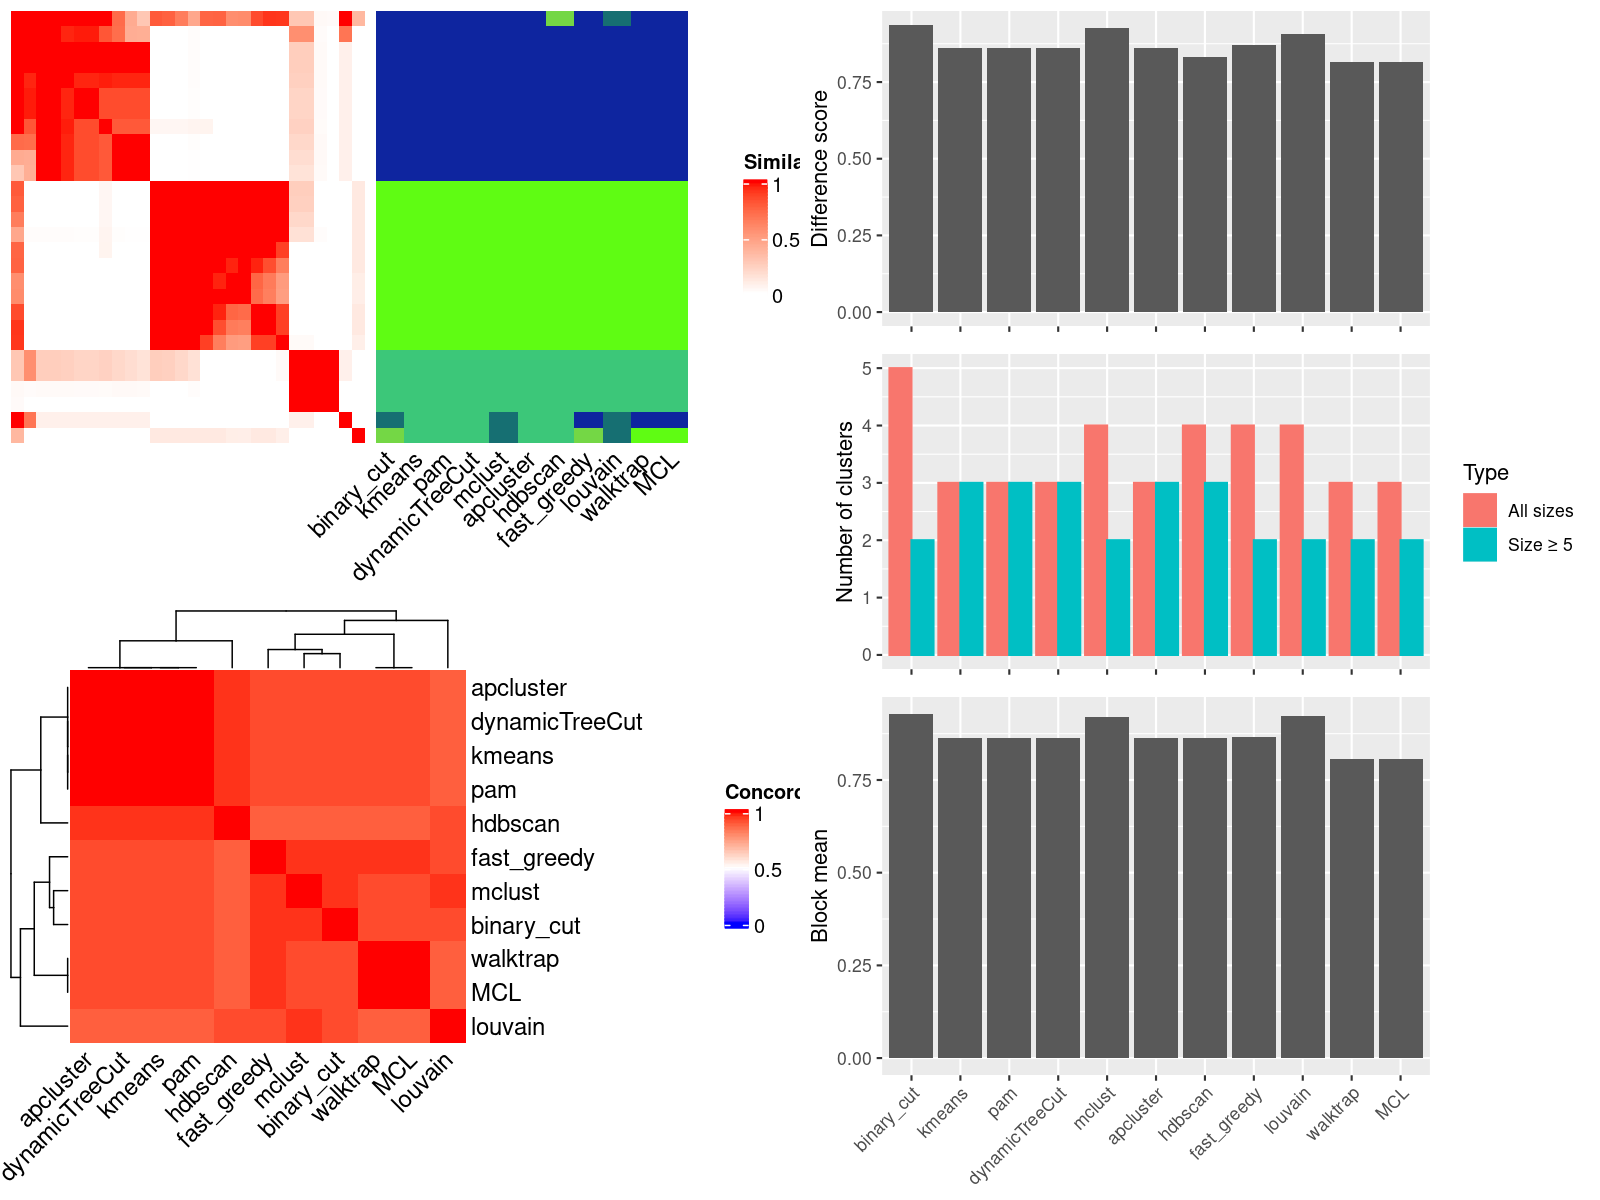 Simila
1
0.5
0
binary_cut
kmeans
pam
dynamicTreeCut
mclust
apcluster
hdbscan
fast_greedy
louvain
walktrap
MCL
apcluster
dynamicTreeCut
kmeans
pam
hdbscan
fast_greedy
mclust
binary_cut
walktrap
MCL
louvain
apcluster
dynamicTreeCut
kmeans
pam
hdbscan
fast_greedy
mclust
binary_cut
walktrap
MCL
louvain
Concord
1
0.5
0
Difference score
0.75
0.50
0.25
0.00
Number of clusters
5
4
3
2
1
0
Type
All sizes
Size ≥ 5
Block mean
0.75
0.50
0.25
0.00
binary_cut
kmeans
pam
dynamicTreeCut
mclust
apcluster
hdbscan
fast_greedy
louvain
walktrap
MCL